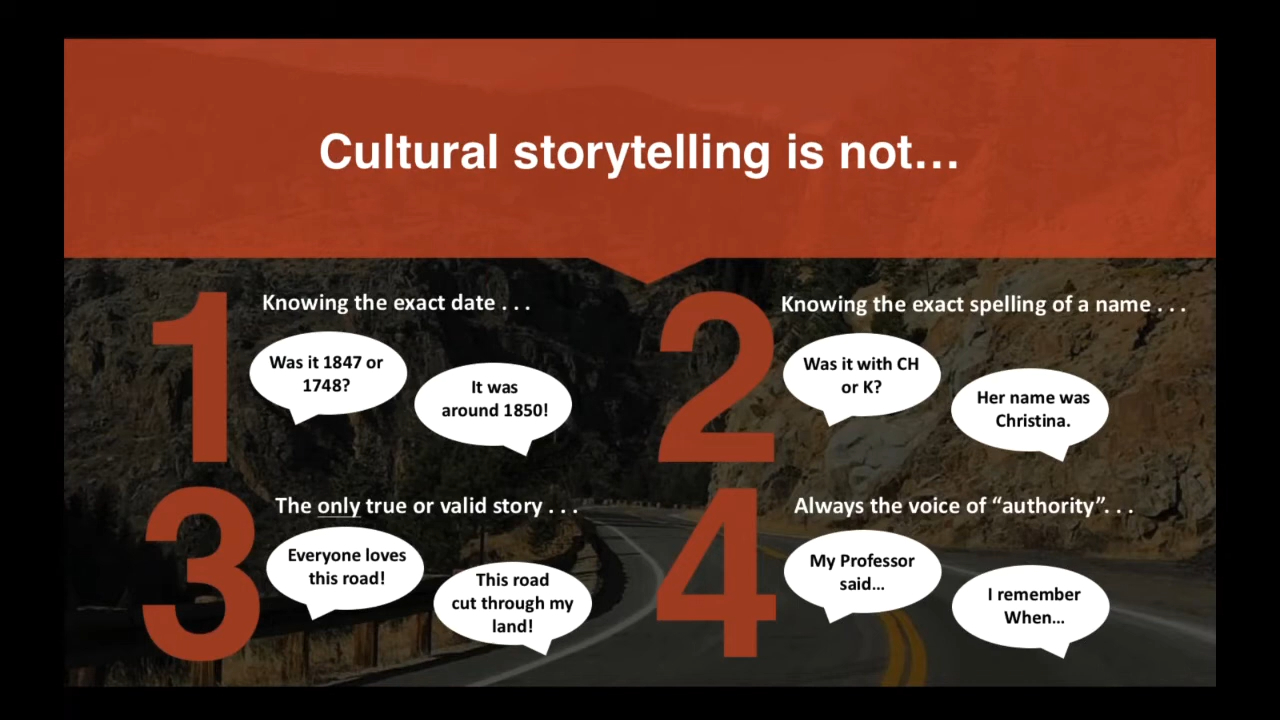 Cultural storytelling is not...
1
Knowing the exact date . . .
Was it 1847 or
1748?
It was
around 1850!
2
Knowing the exact spelling of a name . . .
Was it with CH
or K?
Her name was
Christina.
3
The only true or valid story . . .
Everyone loves
this road!
This road
cut through my
land!
4
Always the voice of “authority”. . .
My Professor
said...
I remember
When...